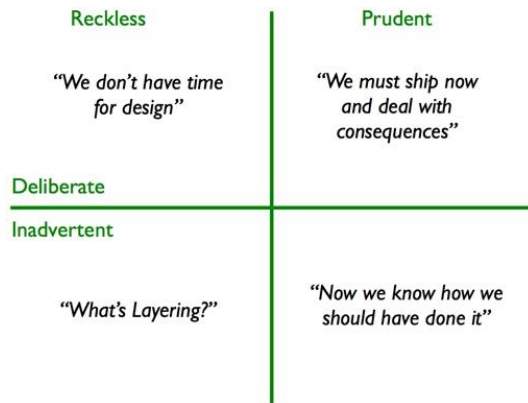 Reckless
Prudent
“We don’t have time
for design”
“We must ship now
and deal with
consequences”
Deliberate
Inadvertent
“What’s Layering?”
“Now we know how we
should have done it”